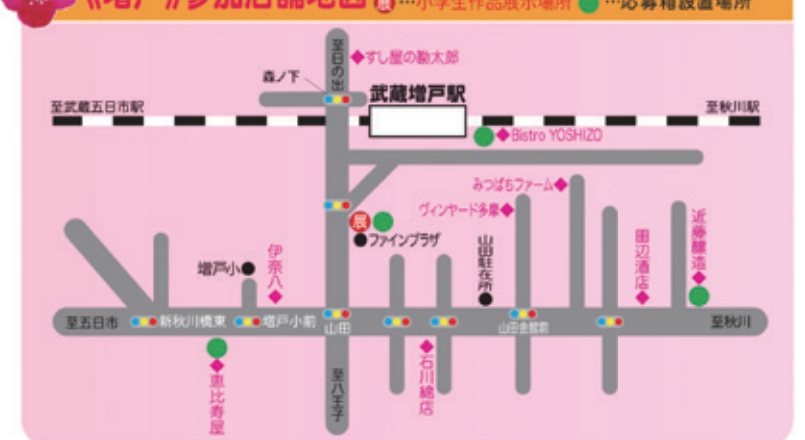 《増戸》参加店舗地図 展…小学生作品展示場所 …応募箱設置場所
至日の出
すし屋の勘太郎
森ノ下
武蔵増戸駅
至武蔵五日市駅
至秋川駅
Bistro YOSHIZO
みつばちファーム
ヴィンヤード多摩
展
ファインプラザ
増戸小
伊奈八
山田駐在所
田辺酒店
近藤醸造
至五日市
新秋川橋東
増戸小前
山田
山田会館前
至秋川
恵比寿屋
至八王子
石川綿店